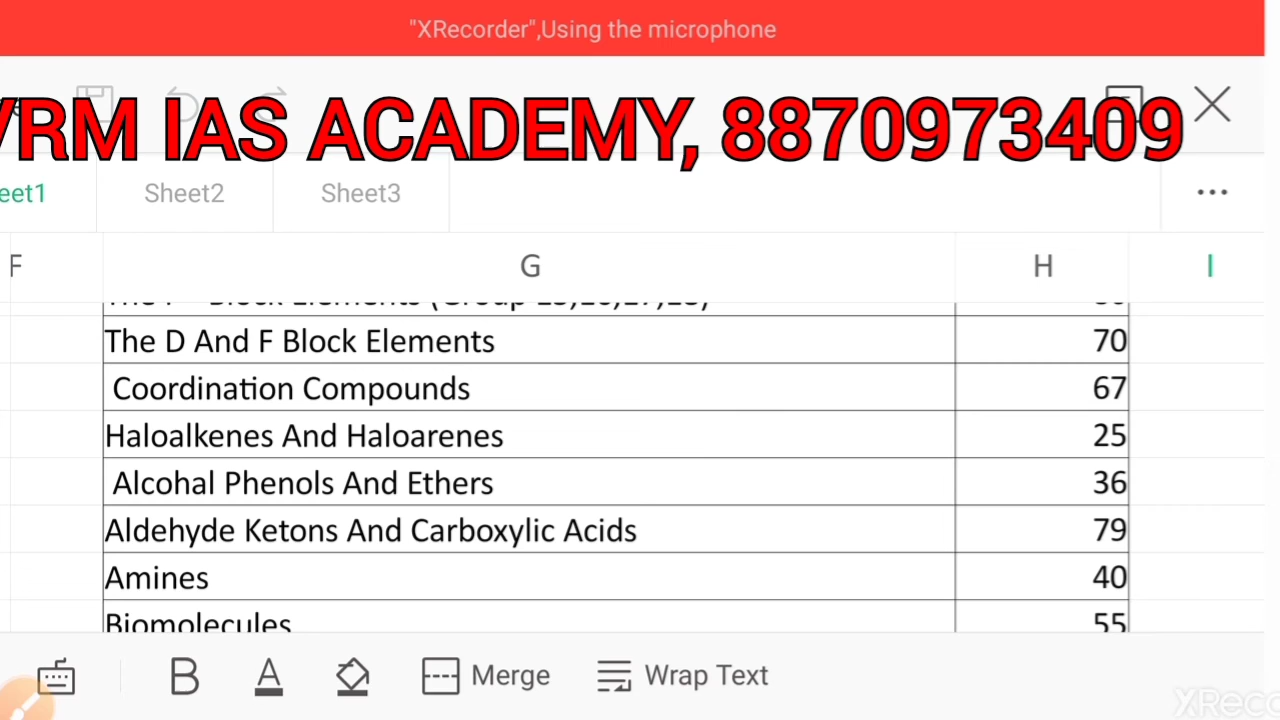 "XRecorder",Using the microphone
VRM IAS ACADEMY, 8870973409
eet1 Sheet2 Sheet3
F G H I
The D And F Block Elements 70
Coordination Compounds 67
Haloalkenes And Haloarenes 25
Alcohal Phenols And Ethers 36
Aldehyde Ketons And Carboxylic Acids 79
Amines 40
Biomolecules 55
B A Merge Wrap Text
XReco